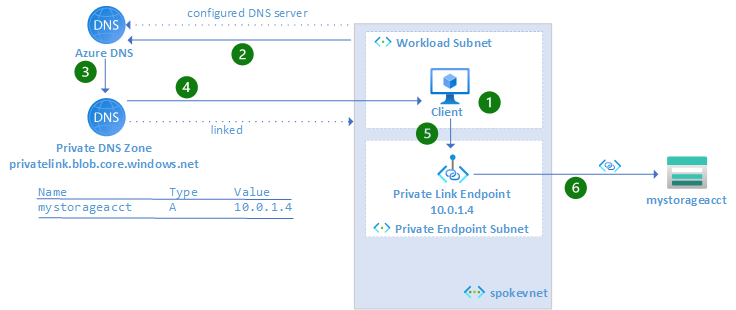 configured DNS server
DNS
Azure DNS
2
3
4
DNS
linked
Private DNS Zone
privatelink.blob.core.windows.net
Name Type Value
mystorageacct A 10.0.1.4
Workload Subnet
1
Client
5
Private Link Endpoint
10.0.1.4
Private Endpoint Subnet
spokevnet
6
mystorageacct